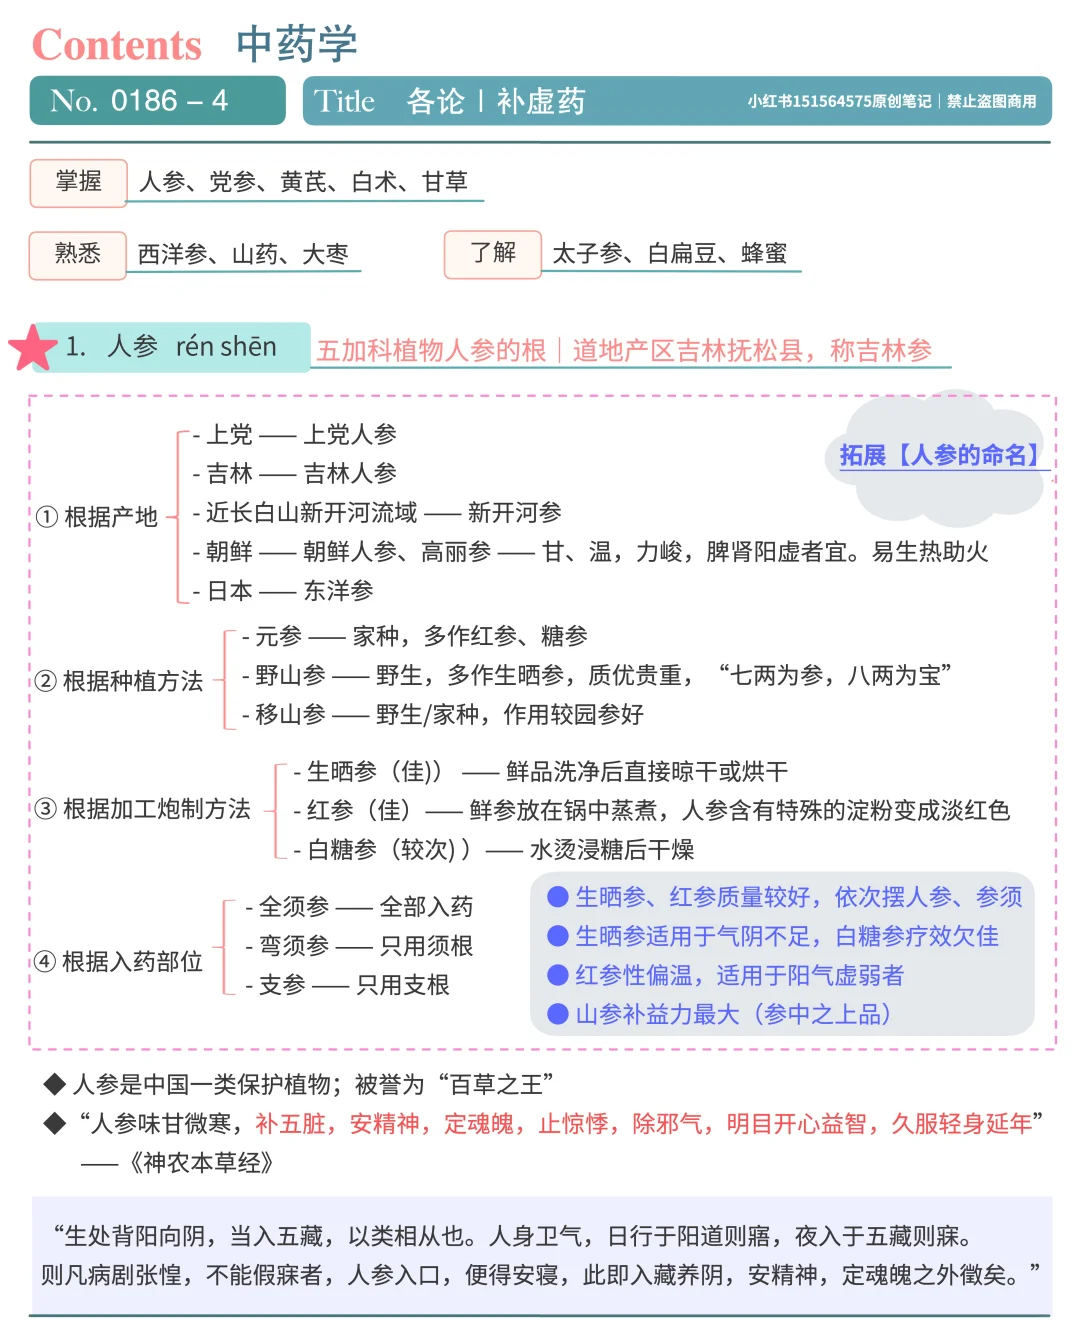 Contents 中药学
No. 0186 – 4 Title 各论丨补虚药 小红书151564575原创笔记｜禁止盗图商用
掌握 人参、党参、黄芪、白术、甘草
熟悉 西洋参、山药、大枣 了解 太子参、白扁豆、蜂蜜
1. 人参 rén shēn 五加科植物人参的根｜道地产区吉林抚松县，称吉林参
拓展【人参的命名】
① 根据产地
- 上党 —— 上党人参
- 吉林 —— 吉林人参
- 近长白山新开河流域 —— 新开河参
- 朝鲜 —— 朝鲜人参、高丽参 —— 甘、温，力峻，脾肾阳虚者宜。易生热助火
- 日本 —— 东洋参
② 根据种植方法
- 元参 —— 家种，多作红参、糖参
- 野山参 —— 野生，多作生晒参，质优贵重，“七两为参，八两为宝”
- 移山参 —— 野生/家种，作用较园参好
③ 根据加工炮制方法
- 生晒参（佳)） —— 鲜品洗净后直接晾干或烘干
- 红参（佳）—— 鲜参放在锅中蒸煮，人参含有特殊的淀粉变成淡红色
- 白糖参（较次) ）—— 水烫浸糖后干燥
④ 根据入药部位
- 全须参 —— 全部入药
- 弯须参 —— 只用须根
- 支参 —— 只用支根
● 生晒参、红参质量较好，依次摆人参、参须
● 生晒参适用于气阴不足，白糖参疗效欠佳
● 红参性偏温，适用于阳气虚弱者
● 山参补益力最大（参中之上品）
◆ 人参是中国一类保护植物；被誉为“百草之王”
◆ “人参味甘微寒，补五脏，安精神，定魂魄，止惊悸，除邪气，明目开心益智，久服轻身延年”
——《神农本草经》
“生处背阳向阴，当入五藏，以类相从也。人身卫气，日行于阳道则寤，夜入于五藏则寐。
则凡病剧张惶，不能假寐者，人参入口，便得安寝，此即入藏养阴，安精神，定魂魄之外徵矣。”